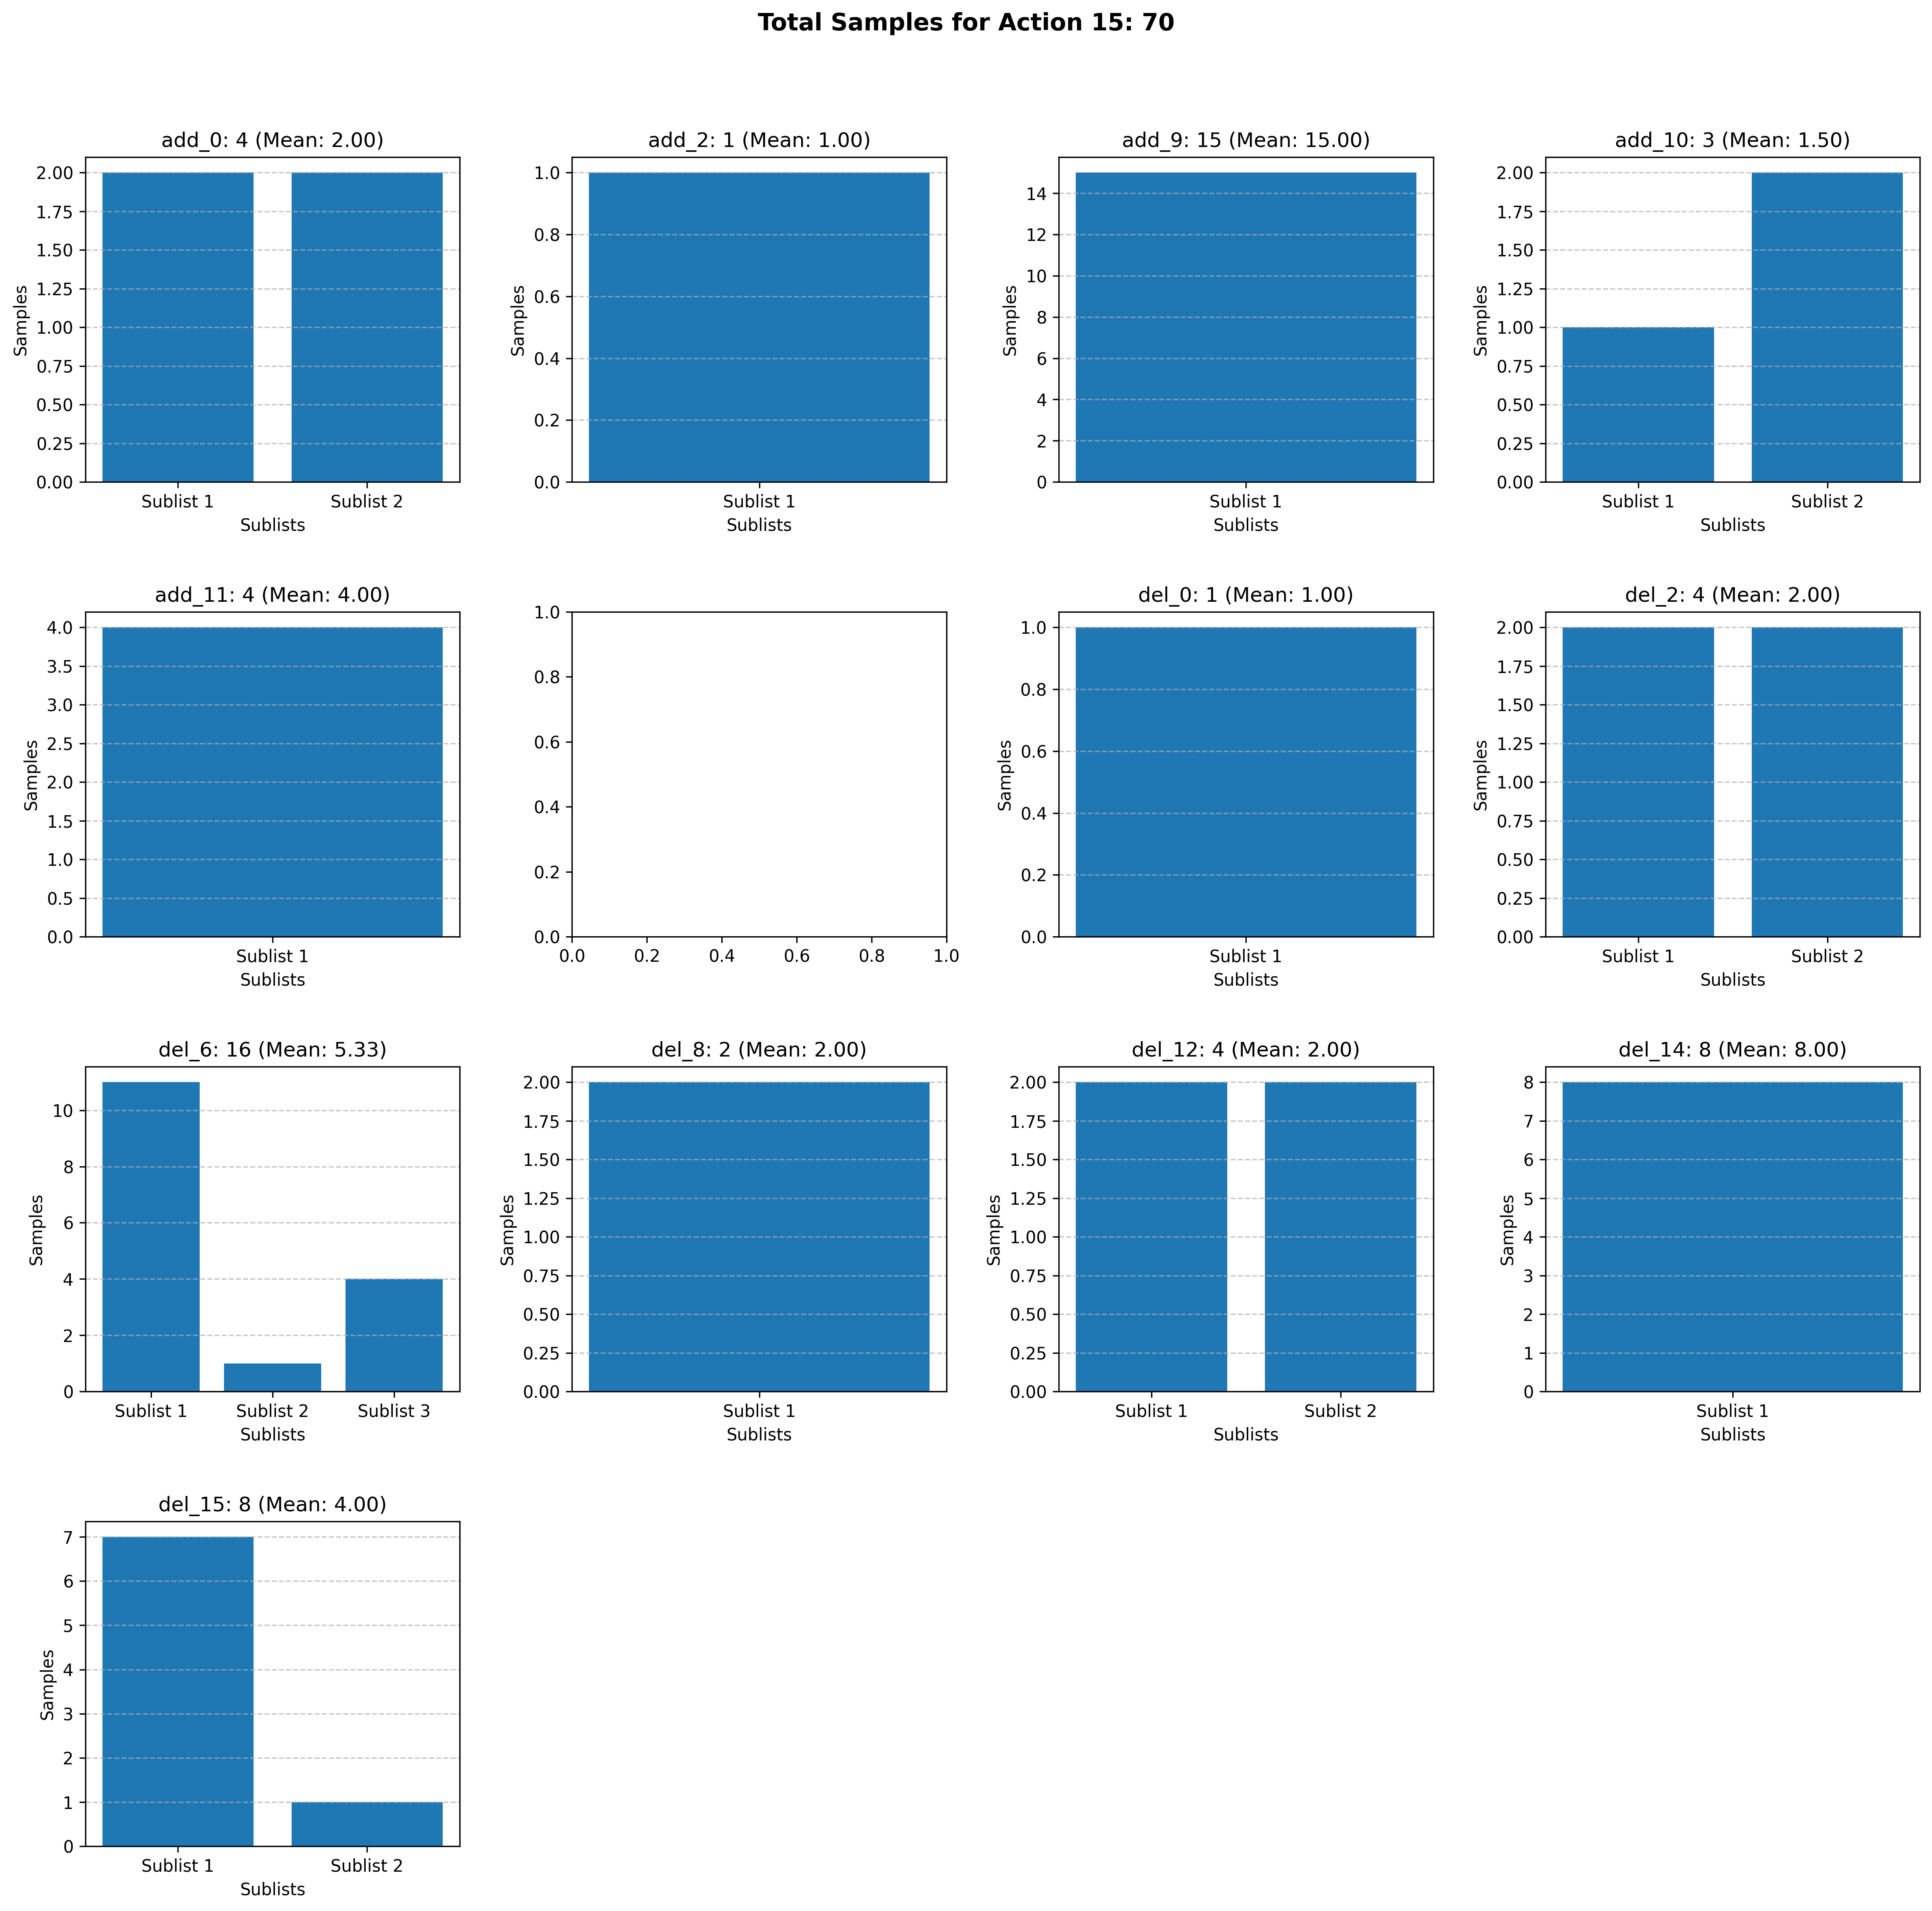 Total Samples for Action 15: 70
add_0: 4 (Mean: 2.00)
Samples
2.00
1.75
1.50
1.25
1.00
0.75
0.50
0.25
0.00
Sublist 1 Sublist 2
Sublists
add_2: 1 (Mean: 1.00)
Samples
1.0
0.8
0.6
0.4
0.2
0.0
Sublist 1
Sublists
add_9: 15 (Mean: 15.00)
Samples
14
12
10
8
6
4
2
0
Sublist 1
Sublists
add_10: 3 (Mean: 1.50)
Samples
2.00
1.75
1.50
1.25
1.00
0.75
0.50
0.25
0.00
Sublist 1 Sublist 2
Sublists
add_11: 4 (Mean: 4.00)
Samples
4.0
3.5
3.0
2.5
2.0
1.5
1.0
0.5
0.0
Sublist 1
Sublists
1.0
0.8
0.6
0.4
0.2
0.0
0.0 0.2 0.4 0.6 0.8 1.0
del_0: 1 (Mean: 1.00)
Samples
1.0
0.8
0.6
0.4
0.2
0.0
Sublist 1
Sublists
del_2: 4 (Mean: 2.00)
Samples
2.00
1.75
1.50
1.25
1.00
0.75
0.50
0.25
0.00
Sublist 1 Sublist 2
Sublists
del_6: 16 (Mean: 5.33)
Samples
10
8
6
4
2
0
Sublist 1 Sublist 2 Sublist 3
Sublists
del_8: 2 (Mean: 2.00)
Samples
2.00
1.75
1.50
1.25
1.00
0.75
0.50
0.25
0.00
Sublist 1
Sublists
del_12: 4 (Mean: 2.00)
Samples
2.00
1.75
1.50
1.25
1.00
0.75
0.50
0.25
0.00
Sublist 1 Sublist 2
Sublists
del_14: 8 (Mean: 8.00)
Samples
8
7
6
5
4
3
2
1
0
Sublist 1
Sublists
del_15: 8 (Mean: 4.00)
Samples
7
6
5
4
3
2
1
0
Sublist 1 Sublist 2
Sublists